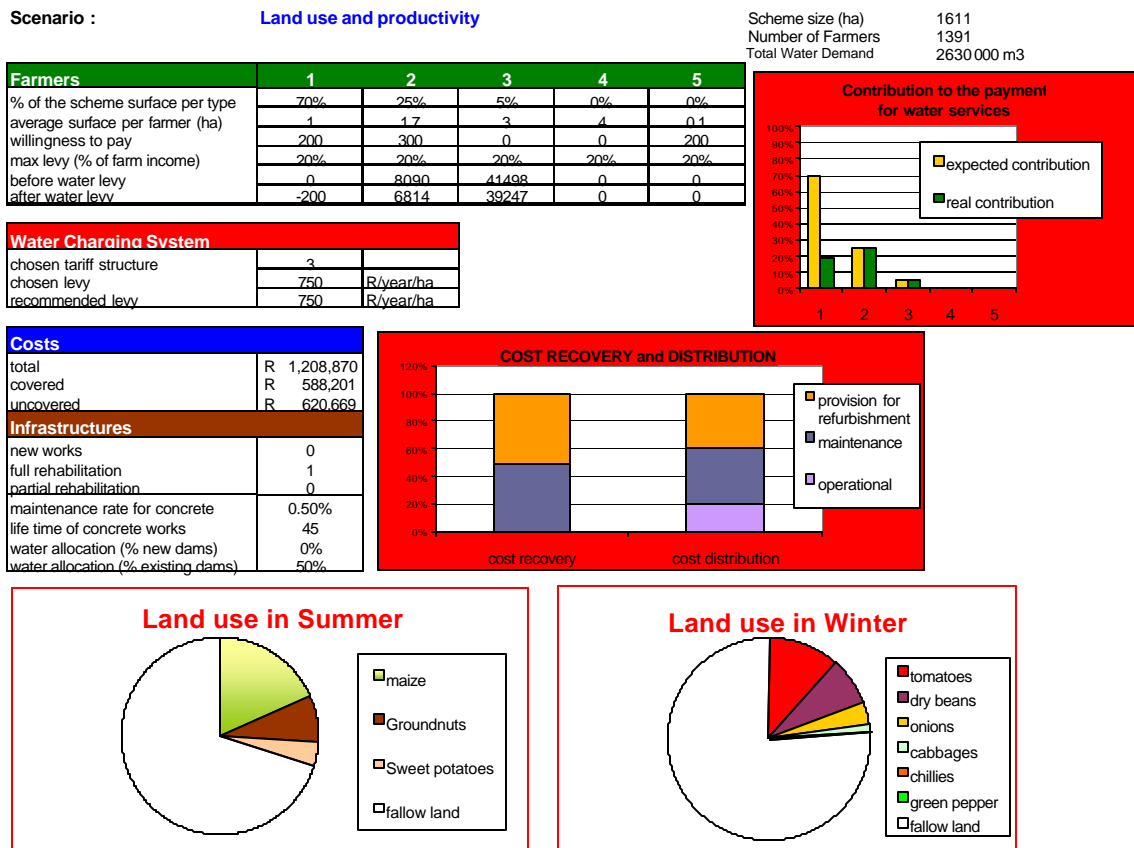 Scenario : Land use and productivity
Scheme size (ha) 1611
Number of Farmers 1391
Total Water Demand 2630 000 m3
Farmers 1 2 3 4 5
% of the scheme surface per type 70% 25% 5% 0% 0%
average surface per farmer (ha) 1 1.7 3 4 0.1
willingness to pay 200 300 0 0 200
max levy (% of farm income) 20% 20% 20% 20% 20%
before water levy 0 8090 41498 0 0
after water levy -200 6814 39247 0 0
Contribution to the payment
for water services
100%
90%
80%
70%
60%
50%
40%
30%
20%
10%
0%
1 2 3 4 5
expected contribution
real contribution
Water Charging System
chosen tariff structure 3
chosen levy 750 R/year/ha
recommended levy 750 R/year/ha
Costs
total R 1,208,870
covered R 588,201
uncovered R 620,669
Infrastructures
new works 0
full rehabilitation 1
partial rehabilitation 0
maintenance rate for concrete 0.50%
life time of concrete works 45
water allocation (% new dams) 0%
water allocation (% existing dams) 50%
COST RECOVERY and DISTRIBUTION
120%
100%
80%
60%
40%
20%
0%
cost recovery cost distribution
provision for
refurbishment
maintenance
operational
Land use in Summer
maize
Groundnuts
Sweet potatoes
fallow land
Land use in Winter
tomatoes
dry beans
onions
cabbages
chillies
green pepper
fallow land